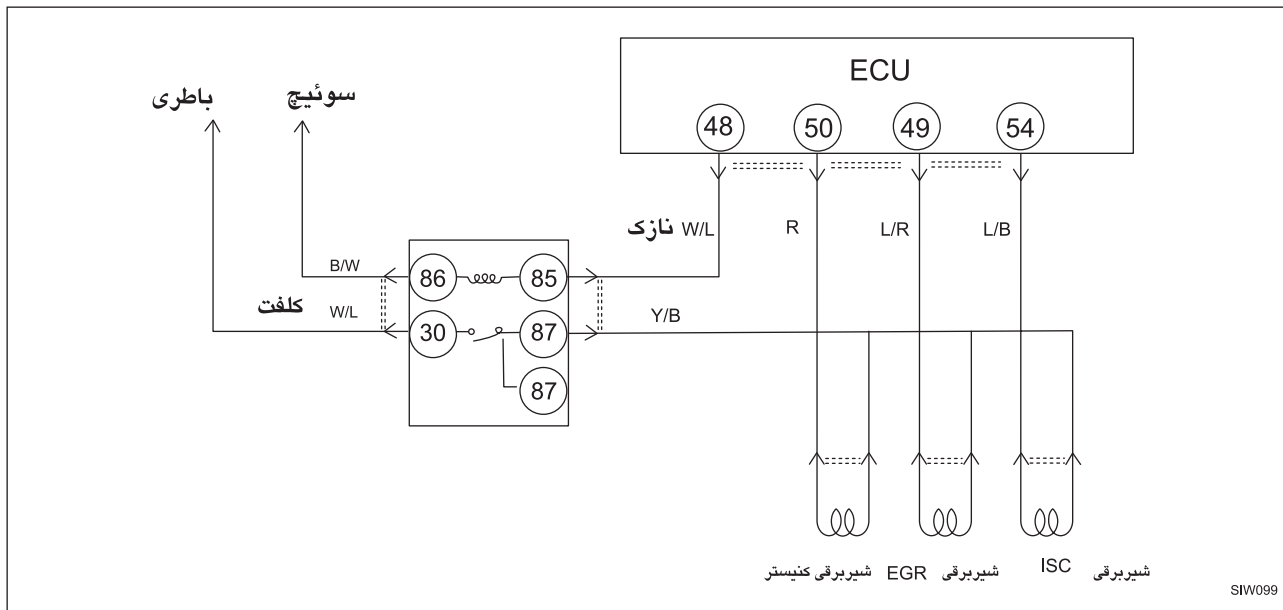 ECU
باطری
سوئیچ
48 50 49 54
نازک W/L R L/R L/B
B/W 86 85
کلفت W/L 30 87 Y/B
87
شیربرقی کنیستر
شیربرقی EGR
شیربرقی ISC
SIW099